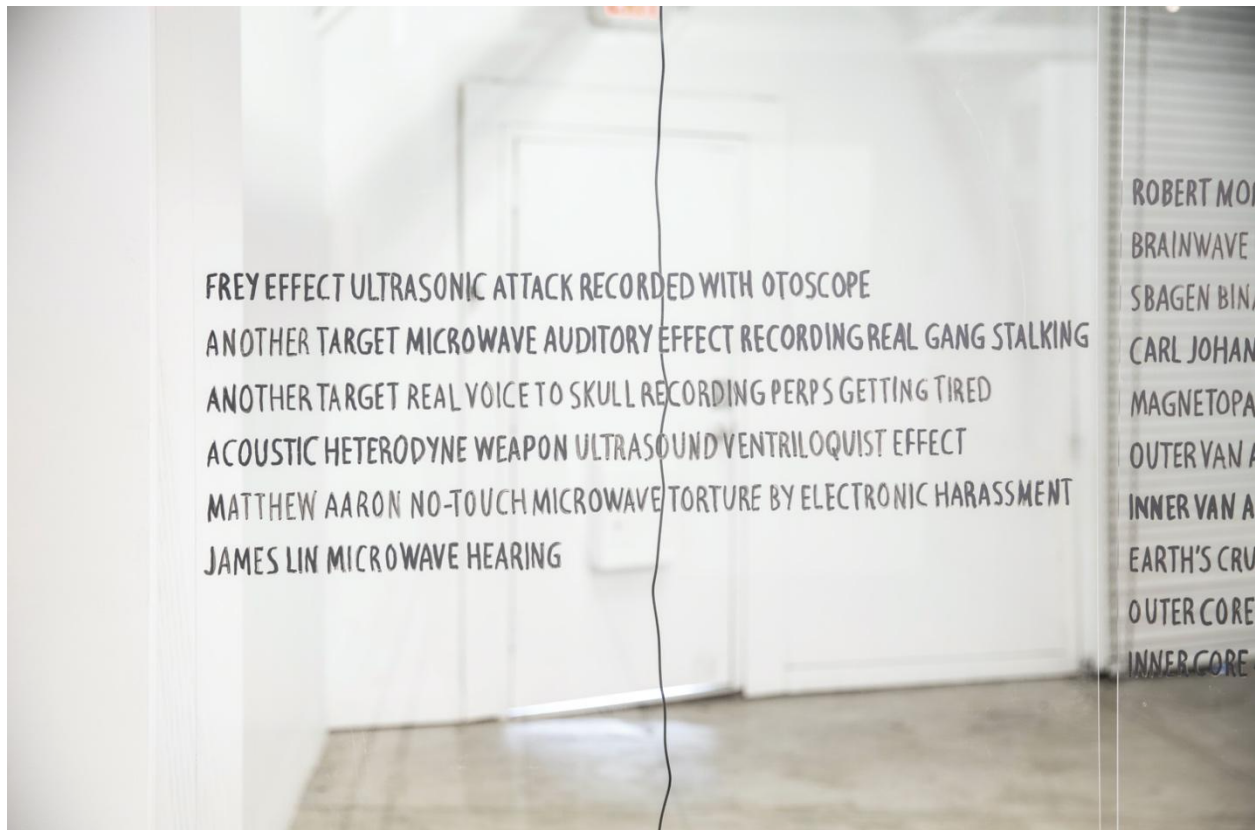 FREY EFFECT ULTRASONIC ATTACK RECORDED WITH OTOSCOPE
ANOTHER TARGET MICROWAVE AUDITORY EFFECT RECORDING REAL GANG STALKING
ANOTHER TARGET REAL VOICE TO SKULL RECORDING PERPS GETTING TIRED
ACOUSTIC HETERODYNE WEAPON ULTRASOUND VENTRILOQUIST EFFECT
MATTHEW AARON NO-TOUCH MICROWAVE TORTURE BY ELECTRONIC HARASSMENT
JAMES LIN MICROWAVE HEARING
ROBERT
BRAINWAVE
SBAGEN
CARL JOHAN
OUTER VAN
INNER VAN
EARTH'S
OUTER CORE
INNER CORE